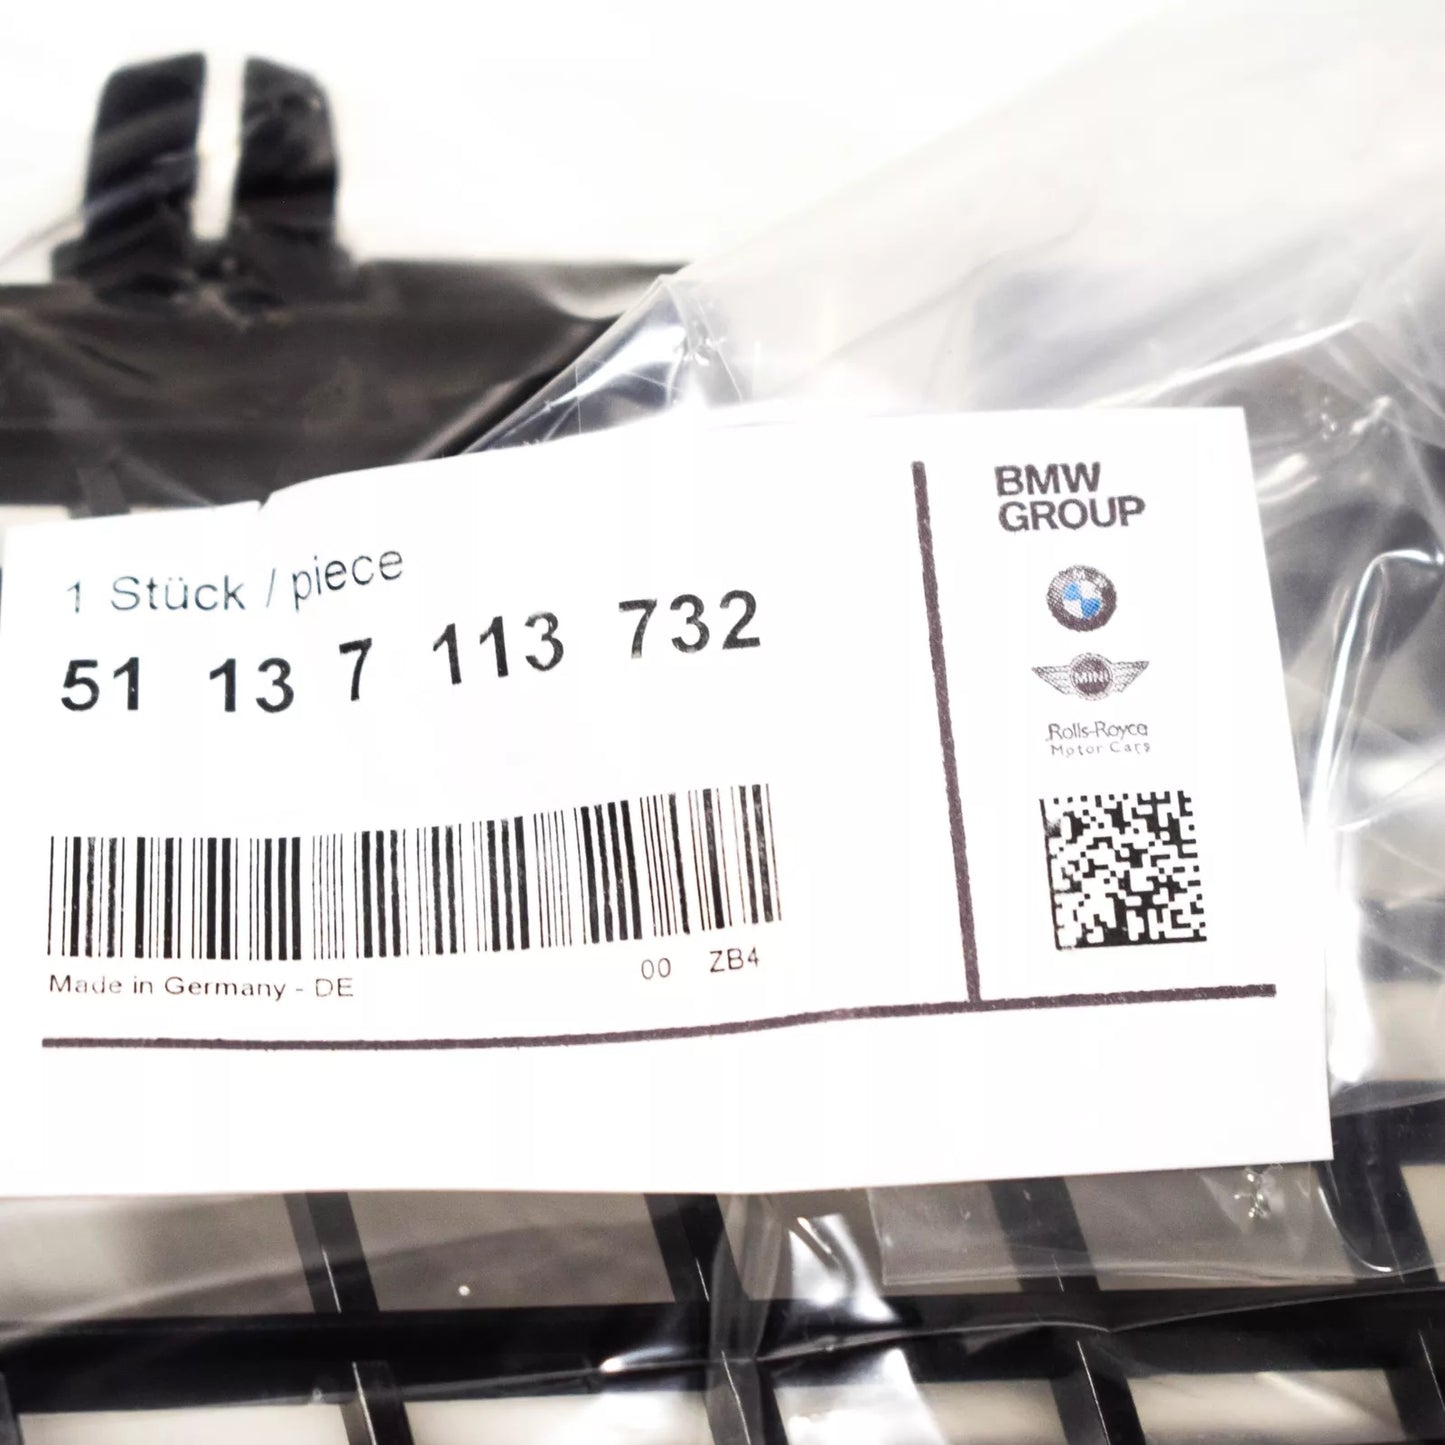 1 Stück / piece
51 13 7 113 732
Made in Germany - DE
00 ZB4
BMW
GROUP
MINI
Rolls-Royce
Motor Cars